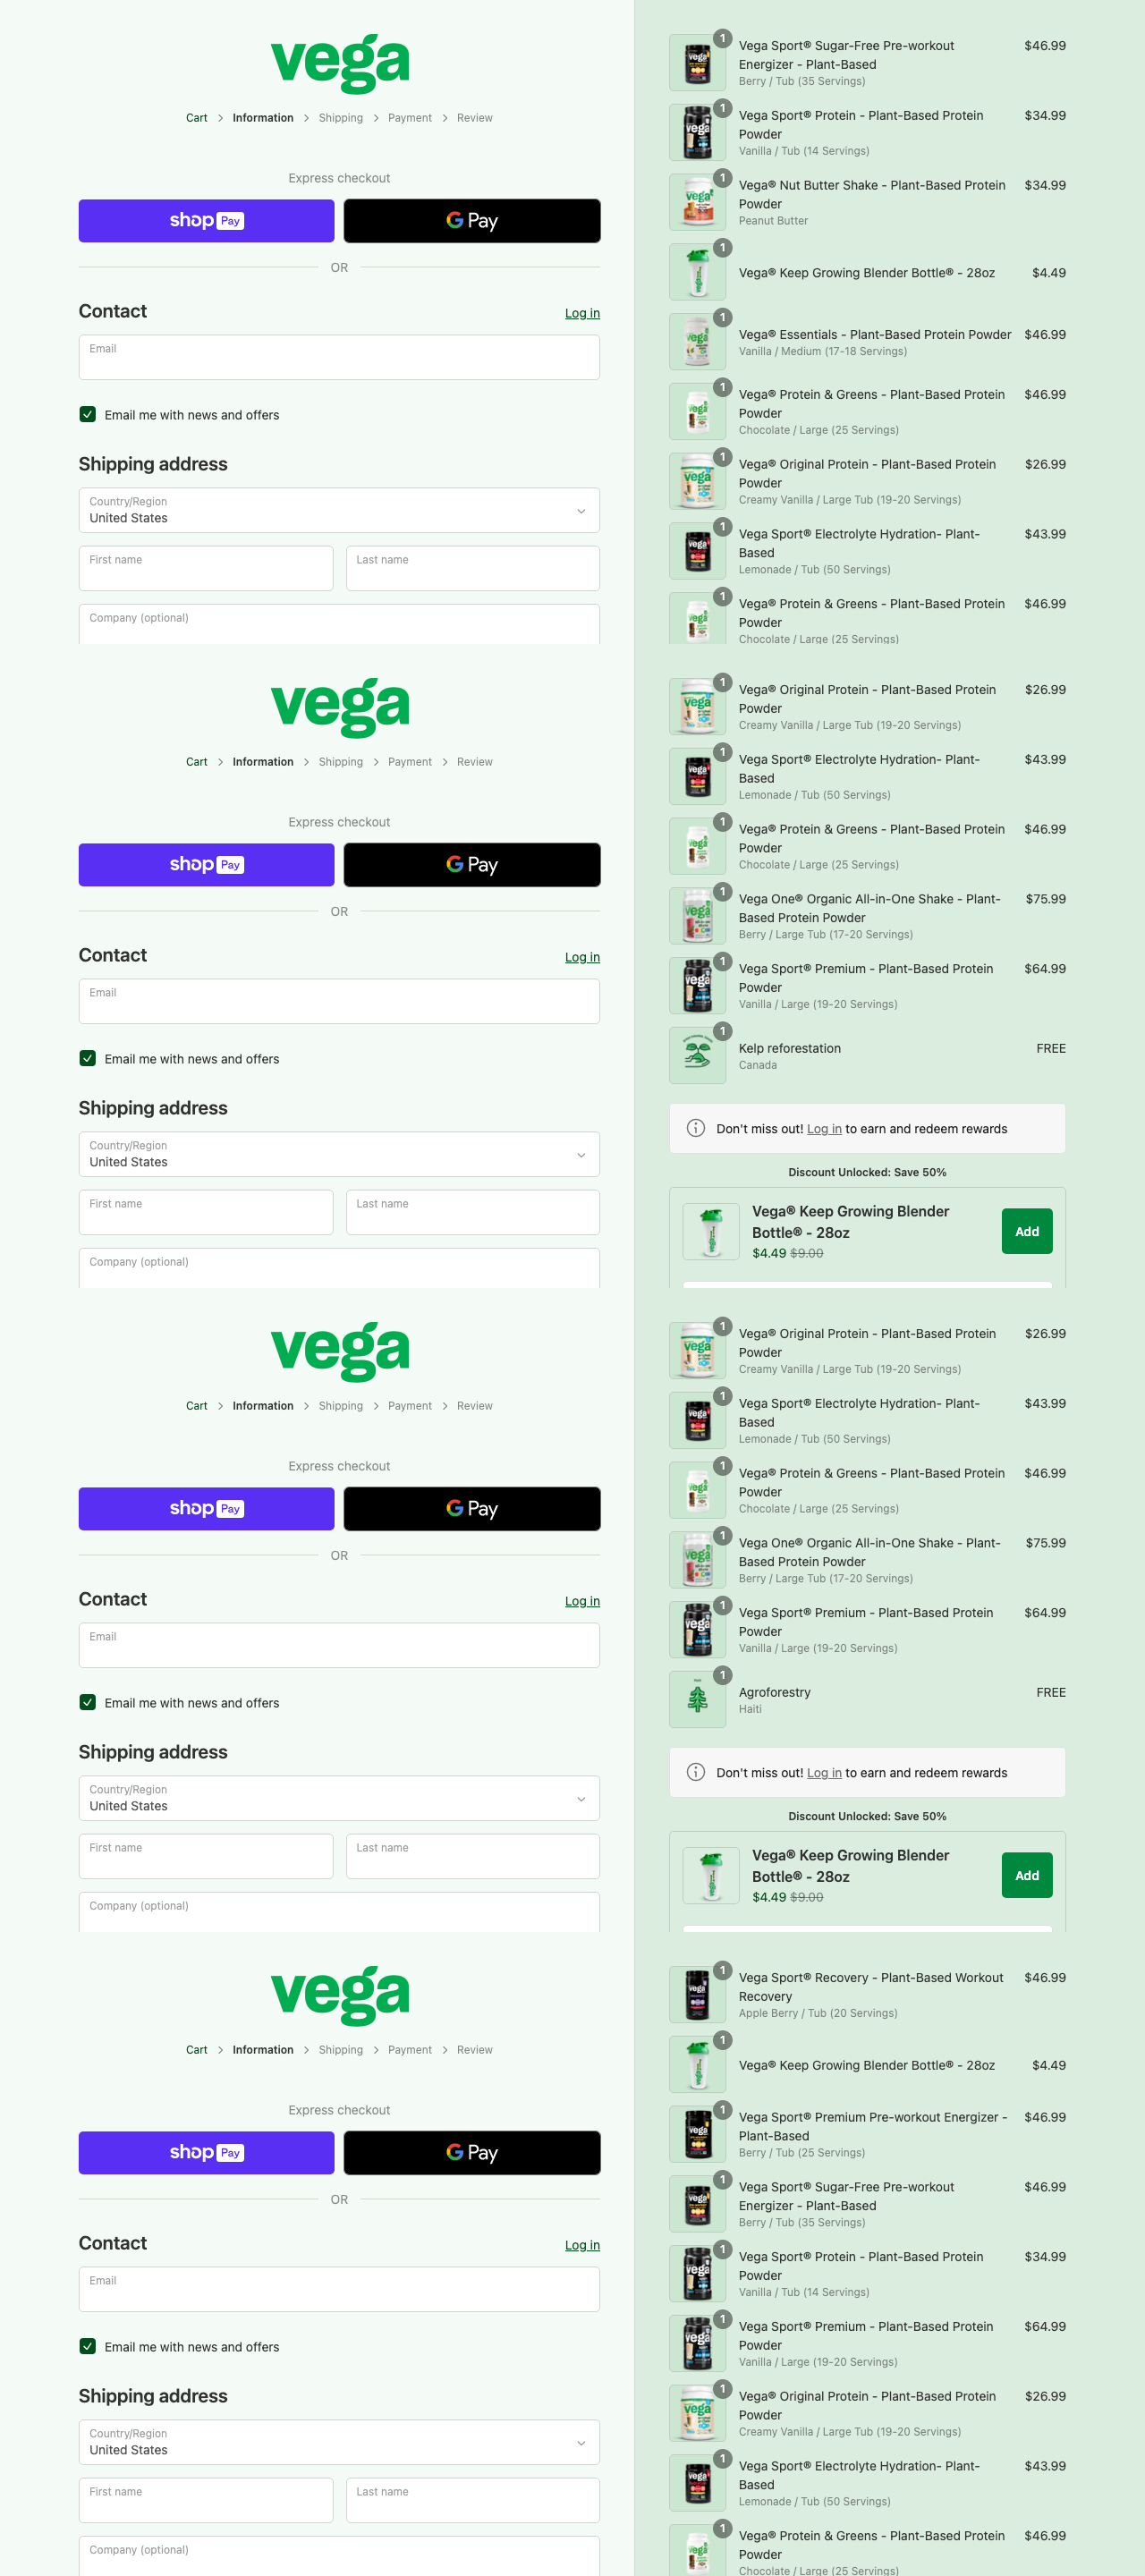 vega
Cart > Information > Shipping > Payment > Review
Express checkout
shop Pay
G Pay
OR
Contact
Log in
Email
Email me with news and offers
Shipping address
Country/Region
United States
First name
Last name
Company (optional)
1
Vega Sport® Sugar-Free Pre-workout
Energizer - Plant-Based
Berry / Tub (35 Servings)
$46.99
1
Vega Sport® Protein - Plant-Based Protein
Powder
Vanilla / Tub (14 Servings)
$34.99
1
Vega® Nut Butter Shake - Plant-Based Protein
Powder
Peanut Butter
$34.99
1
Vega® Keep Growing Blender Bottle® - 28oz
$4.49
1
Vega® Essentials - Plant-Based Protein Powder
Vanilla / Medium (17-18 Servings)
$46.99
1
Vega® Protein & Greens - Plant-Based Protein
Powder
Chocolate / Large (25 Servings)
$46.99
1
Vega® Original Protein - Plant-Based Protein
Powder
Creamy Vanilla / Large Tub (19-20 Servings)
$26.99
1
Vega Sport® Electrolyte Hydration- Plant-
Based
Lemonade / Tub (50 Servings)
$43.99
1
Vega® Protein & Greens - Plant-Based Protein
Powder
Chocolate / Large (25 Servings)
$46.99
vega
Cart > Information > Shipping > Payment > Review
Express checkout
shop Pay
G Pay
OR
Contact
Log in
Email
Email me with news and offers
Shipping address
Country/Region
United States
First name
Last name
Company (optional)
1
Vega® Original Protein - Plant-Based Protein
Powder
Creamy Vanilla / Large Tub (19-20 Servings)
$26.99
1
Vega Sport® Electrolyte Hydration- Plant-
Based
Lemonade / Tub (50 Servings)
$43.99
1
Vega® Protein & Greens - Plant-Based Protein
Powder
Chocolate / Large (25 Servings)
$46.99
1
Vega One® Organic All-in-One Shake - Plant-
Based Protein Powder
Berry / Large Tub (17-20 Servings)
$75.99
1
Vega Sport® Premium - Plant-Based Protein
Powder
Vanilla / Large (19-20 Servings)
$64.99
1
Kelp reforestation
Canada
FREE
Don't miss out! Log in to earn and redeem rewards
Discount Unlocked: Save 50%
Vega® Keep Growing Blender
Bottle® - 28oz
$4.49 $9.00
Add
vega
Cart > Information > Shipping > Payment > Review
Express checkout
shop Pay
G Pay
OR
Contact
Log in
Email
Email me with news and offers
Shipping address
Country/Region
United States
First name
Last name
Company (optional)
1
Vega® Original Protein - Plant-Based Protein
Powder
Creamy Vanilla / Large Tub (19-20 Servings)
$26.99
1
Vega Sport® Electrolyte Hydration- Plant-
Based
Lemonade / Tub (50 Servings)
$43.99
1
Vega® Protein & Greens - Plant-Based Protein
Powder
Chocolate / Large (25 Servings)
$46.99
1
Vega One® Organic All-in-One Shake - Plant-
Based Protein Powder
Berry / Large Tub (17-20 Servings)
$75.99
1
Vega Sport® Premium - Plant-Based Protein
Powder
Vanilla / Large (19-20 Servings)
$64.99
1
Agroforestry
Haiti
FREE
Don't miss out! Log in to earn and redeem rewards
Discount Unlocked: Save 50%
Vega® Keep Growing Blender
Bottle® - 28oz
$4.49 $9.00
Add
vega
Cart > Information > Shipping > Payment > Review
Express checkout
shop Pay
G Pay
OR
Contact
Log in
Email
Email me with news and offers
Shipping address
Country/Region
United States
First name
Last name
Company (optional)
1
Vega Sport® Recovery - Plant-Based Workout
Recovery
Apple Berry / Tub (20 Servings)
$46.99
1
Vega® Keep Growing Blender Bottle® - 28oz
$4.49
1
Vega Sport® Premium Pre-workout Energizer -
Plant-Based
Berry / Tub (25 Servings)
$46.99
1
Vega Sport® Sugar-Free Pre-workout
Energizer - Plant-Based
Berry / Tub (35 Servings)
$46.99
1
Vega Sport® Protein - Plant-Based Protein
Powder
Vanilla / Tub (14 Servings)
$34.99
1
Vega Sport® Premium - Plant-Based Protein
Powder
Vanilla / Large (19-20 Servings)
$64.99
1
Vega® Original Protein - Plant-Based Protein
Powder
Creamy Vanilla / Large Tub (19-20 Servings)
$26.99
1
Vega Sport® Electrolyte Hydration- Plant-
Based
Lemonade / Tub (50 Servings)
$43.99
1
Vega® Protein & Greens - Plant-Based Protein
Powder
Chocolate / Large (25 Servings)
$46.99